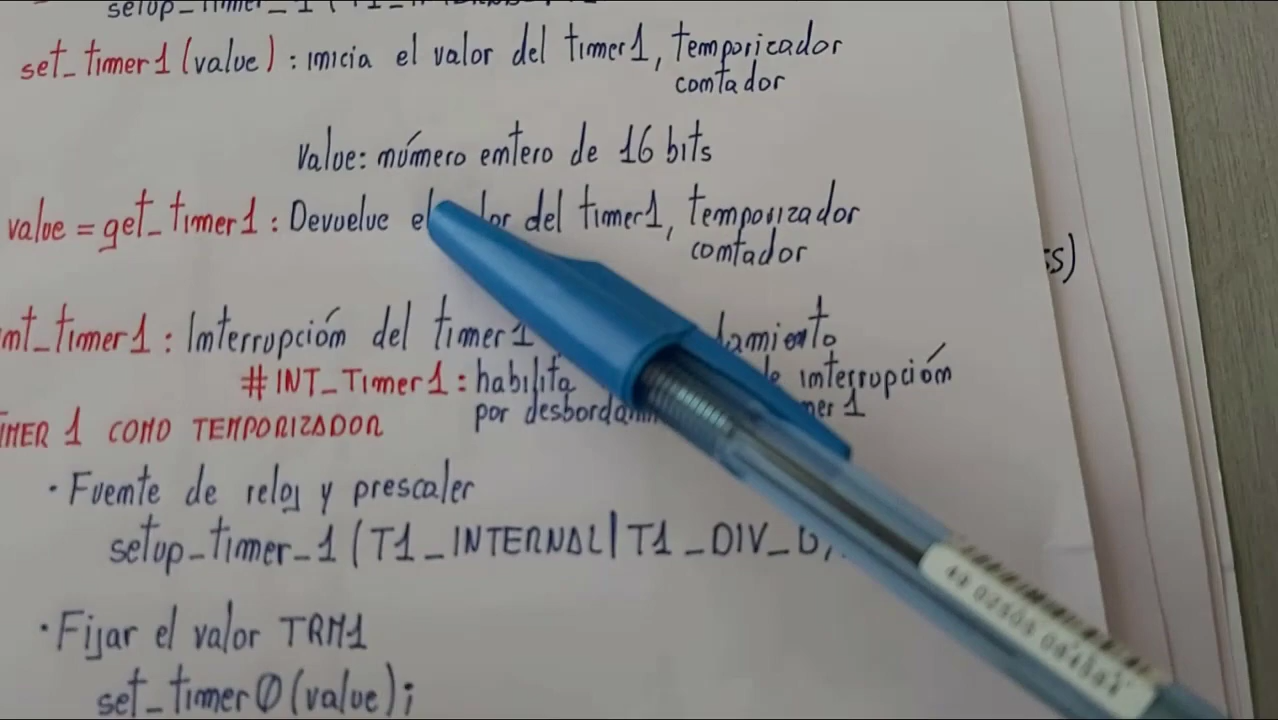 set_timer1(value): inicia el valor del timer1, temporizador
contador
Value: número entero de 16 bits
value = get_timer1: Devuelve el del timer1, temporizador
contador
ss)
int_timer1: Interrupción del timer1
#INT_Timer1: habilita interrupción
por 1
TIMER 1 COMO TEMPORIZADOR
• Fuente de reloj y prescaler
setup_timer_1 (T1_INTERNAL|T1_DIV_
• Fijar el valor TRM1
set_timer0(value);